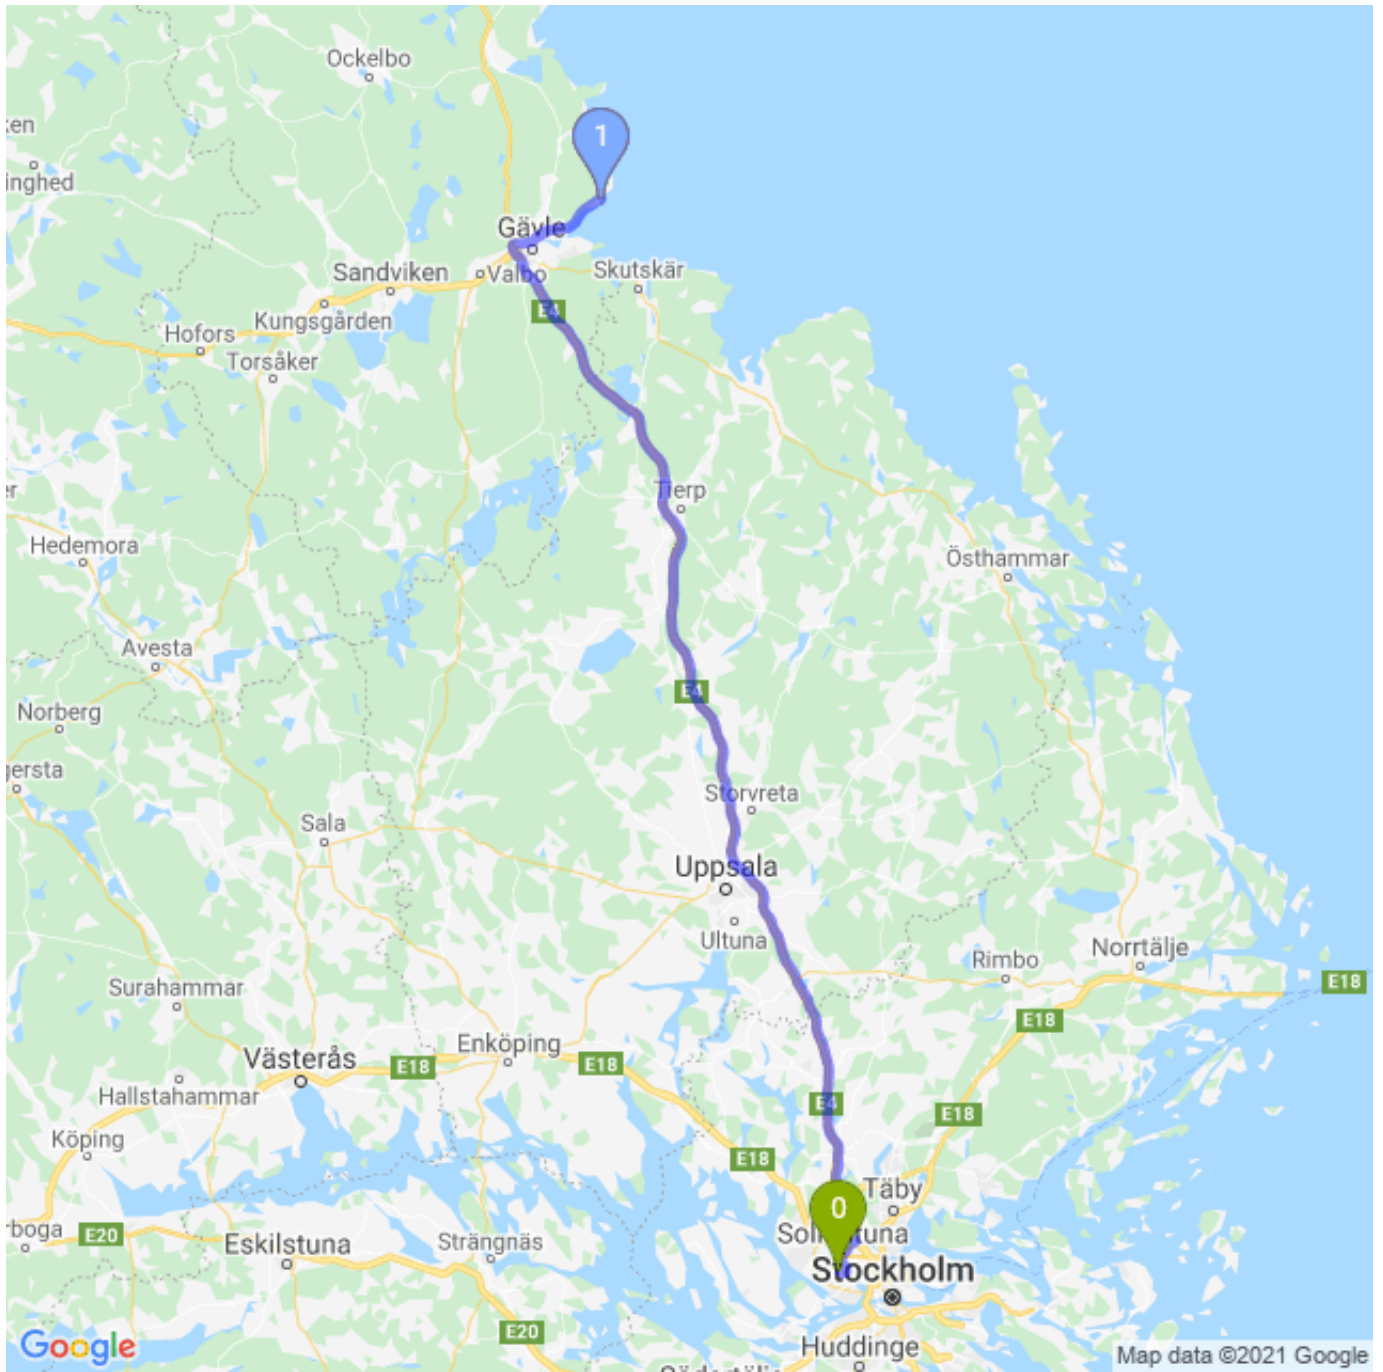 Ockelbo
1
Gävle
Sandviken
Valbo
Skutskär
E4
Kungsgården
Hofors
Torsåker
Tierp
Hedemora
Östhammar
Avesta
E4
Norberg
Storvreta
Sala
Uppsala
Ultuna
Norrtälje
Rimbo
E18
Surahammar
E18
Enköping
Västerås
E18
E18
Hallstahammar
E4
E18
Köping
E18
Täby
0
E20
Strängnäs
Eskilstuna
Stockholm
E20
Huddinge
Google
Map data ©2021 Google